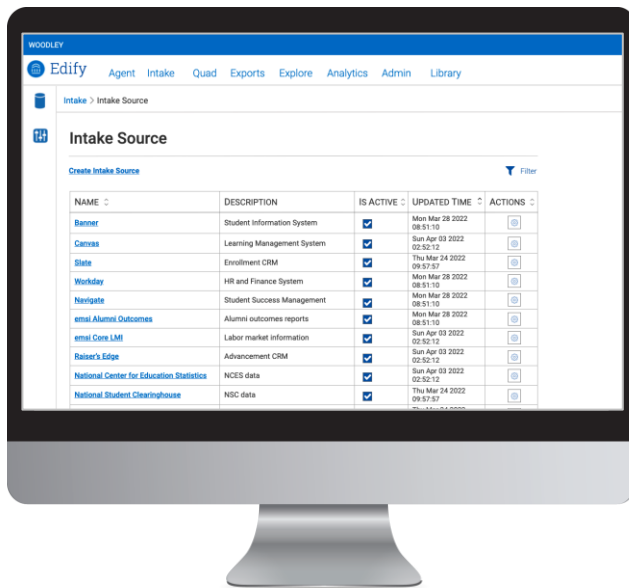 WOODLEY
Edify Agent Intake Quad Exports Explore Analytics Admin Library
Intake > Intake Source
Intake Source
Create Intake Source Filter
NAME DESCRIPTION IS ACTIVE UPDATED TIME ACTIONS
Banner Student Information System Mon Mar 28 2022
08:51:10
Canvas Learning Management System Sun Apr 03 2022
02:52:12
Slate Enrollment CRM Thu Mar 24 2022
09:57:57
Workday HR and Finance System Mon Mar 28 2022
08:51:10
Navigate Student Success Management Mon Mar 28 2022
08:51:10
emsi Alumni Outcomes Alumni outcomes reports Mon Mar 28 2022
08:51:10
emsi Core LMI Labor market information Sun Apr 03 2022
02:52:12
Raiser's Edge Advancement CRM Sun Apr 03 2022
02:52:12
National Center for Education Statistics NCES data Sun Apr 03 2022
02:52:12
National Student Clearinghouse NSC data Thu Mar 24 2022
09:57:57